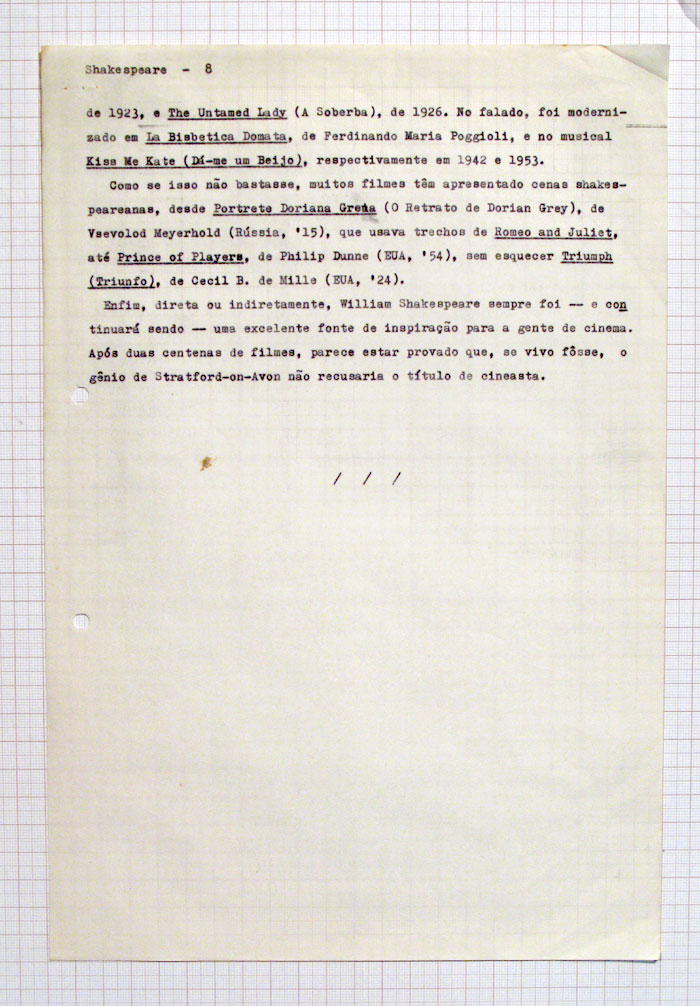 Shakespeare - 8
de 1923, e The Untamed Lady (A Soberba), de 1926. No falado, foi moderni-
zado em La Bisbetica Domata, de Ferdinando Maria Poggioli, e no musical
Kiss Me Kate (Dá-me um Beijo), respectivamente em 1942 e 1953.
Como se isso não bastasse, muitos filmes têm apresentado cenas shakes-
peareanas, desde Portrete Doriana Grena (O Retrato de Dorian Grey), de
Vsevolod Meyerhold (Rússia, '15), que usava trechos de Romeo and Juliet,
até Prince of Players, de Philip Dunne (EUA, '54), sem esquecer Triumph
(Triunfo), de Cecil B. de Mille (EUA, '24).
Enfim, direta ou indiretamente, William Shakespeare sempre foi — e con
tinuará sendo — uma excelente fonte de inspiração para a gente de cinema.
Após duas centenas de filmes, parece estar provado que, se vivo fôsse, o
gênio de Stratford-on-Avon não recusaria o título de cineasta.
/ / /